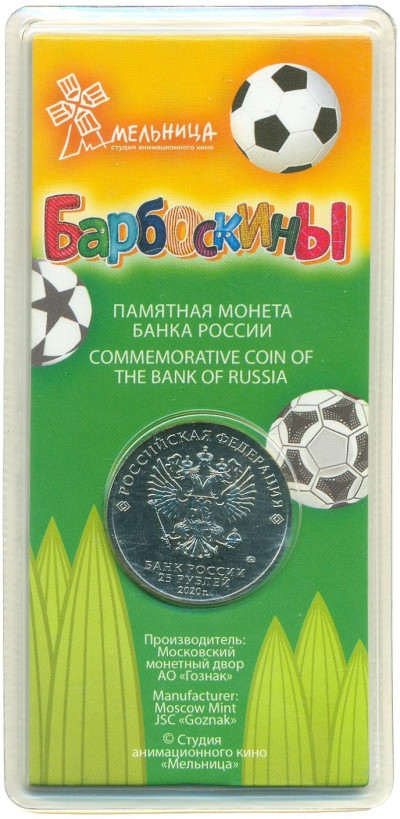 Мельница
студия анимационного кино
Барбоскины
ПАМЯТНАЯ МОНЕТА
БАНКА РОССИИ
COMMEMORATIVE COIN OF
THE BANK OF RUSSIA
РОССИЙСКАЯ ФЕДЕРАЦИЯ
БАНК РОССИИ
25 РУБЛЕЙ
2020 г.
Производитель:
Московский
монетный двор
АО «Гознак»
Manufacturer:
Moscow Mint
JSC «Goznak»
© Студия
анимационного кино
«Мельница»